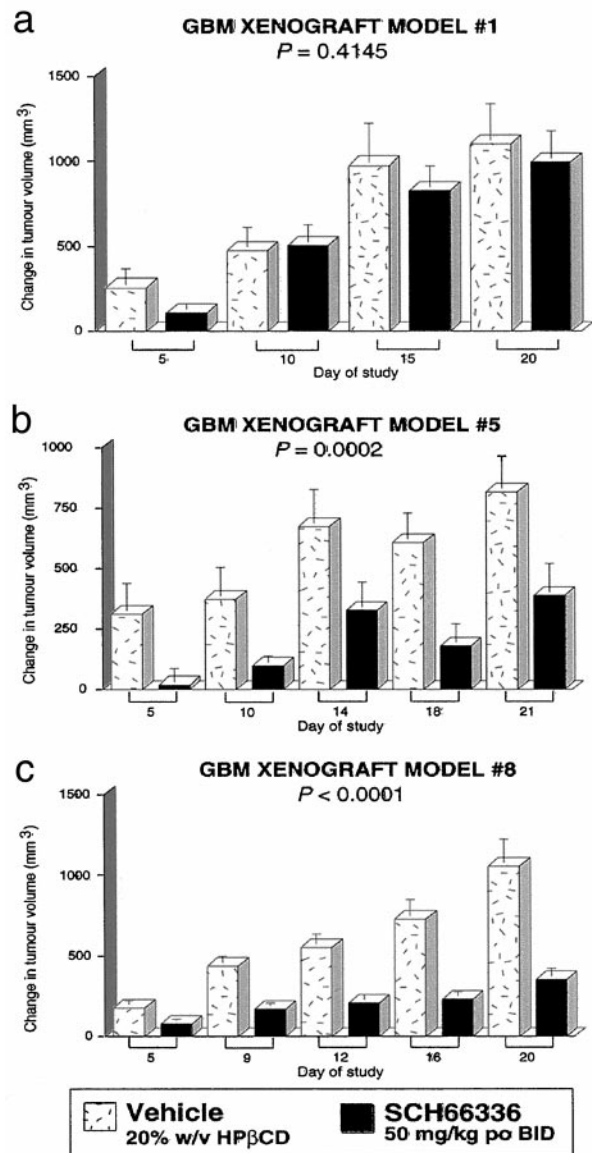 a
GBM XENOGRAFT MODEL #1
P = 0.4145
1500
1000
500
0
Change in tumour volume (mm3)
5 10 15 20
Day of study
b
GBM XENOGRAFT MODEL #5
P = 0.0002
1000
750
500
250
0
Change in tumour volume (mm3)
5 10 14 18 21
Day of study
c
GBM XENOGRAFT MODEL #8
P < 0.0001
1500
1000
500
0
Change in tumour volume (mm3)
5 9 12 16 20
Day of study
Vehicle
20% w/v HPβCD
SCH66336
50 mg/kg po BID